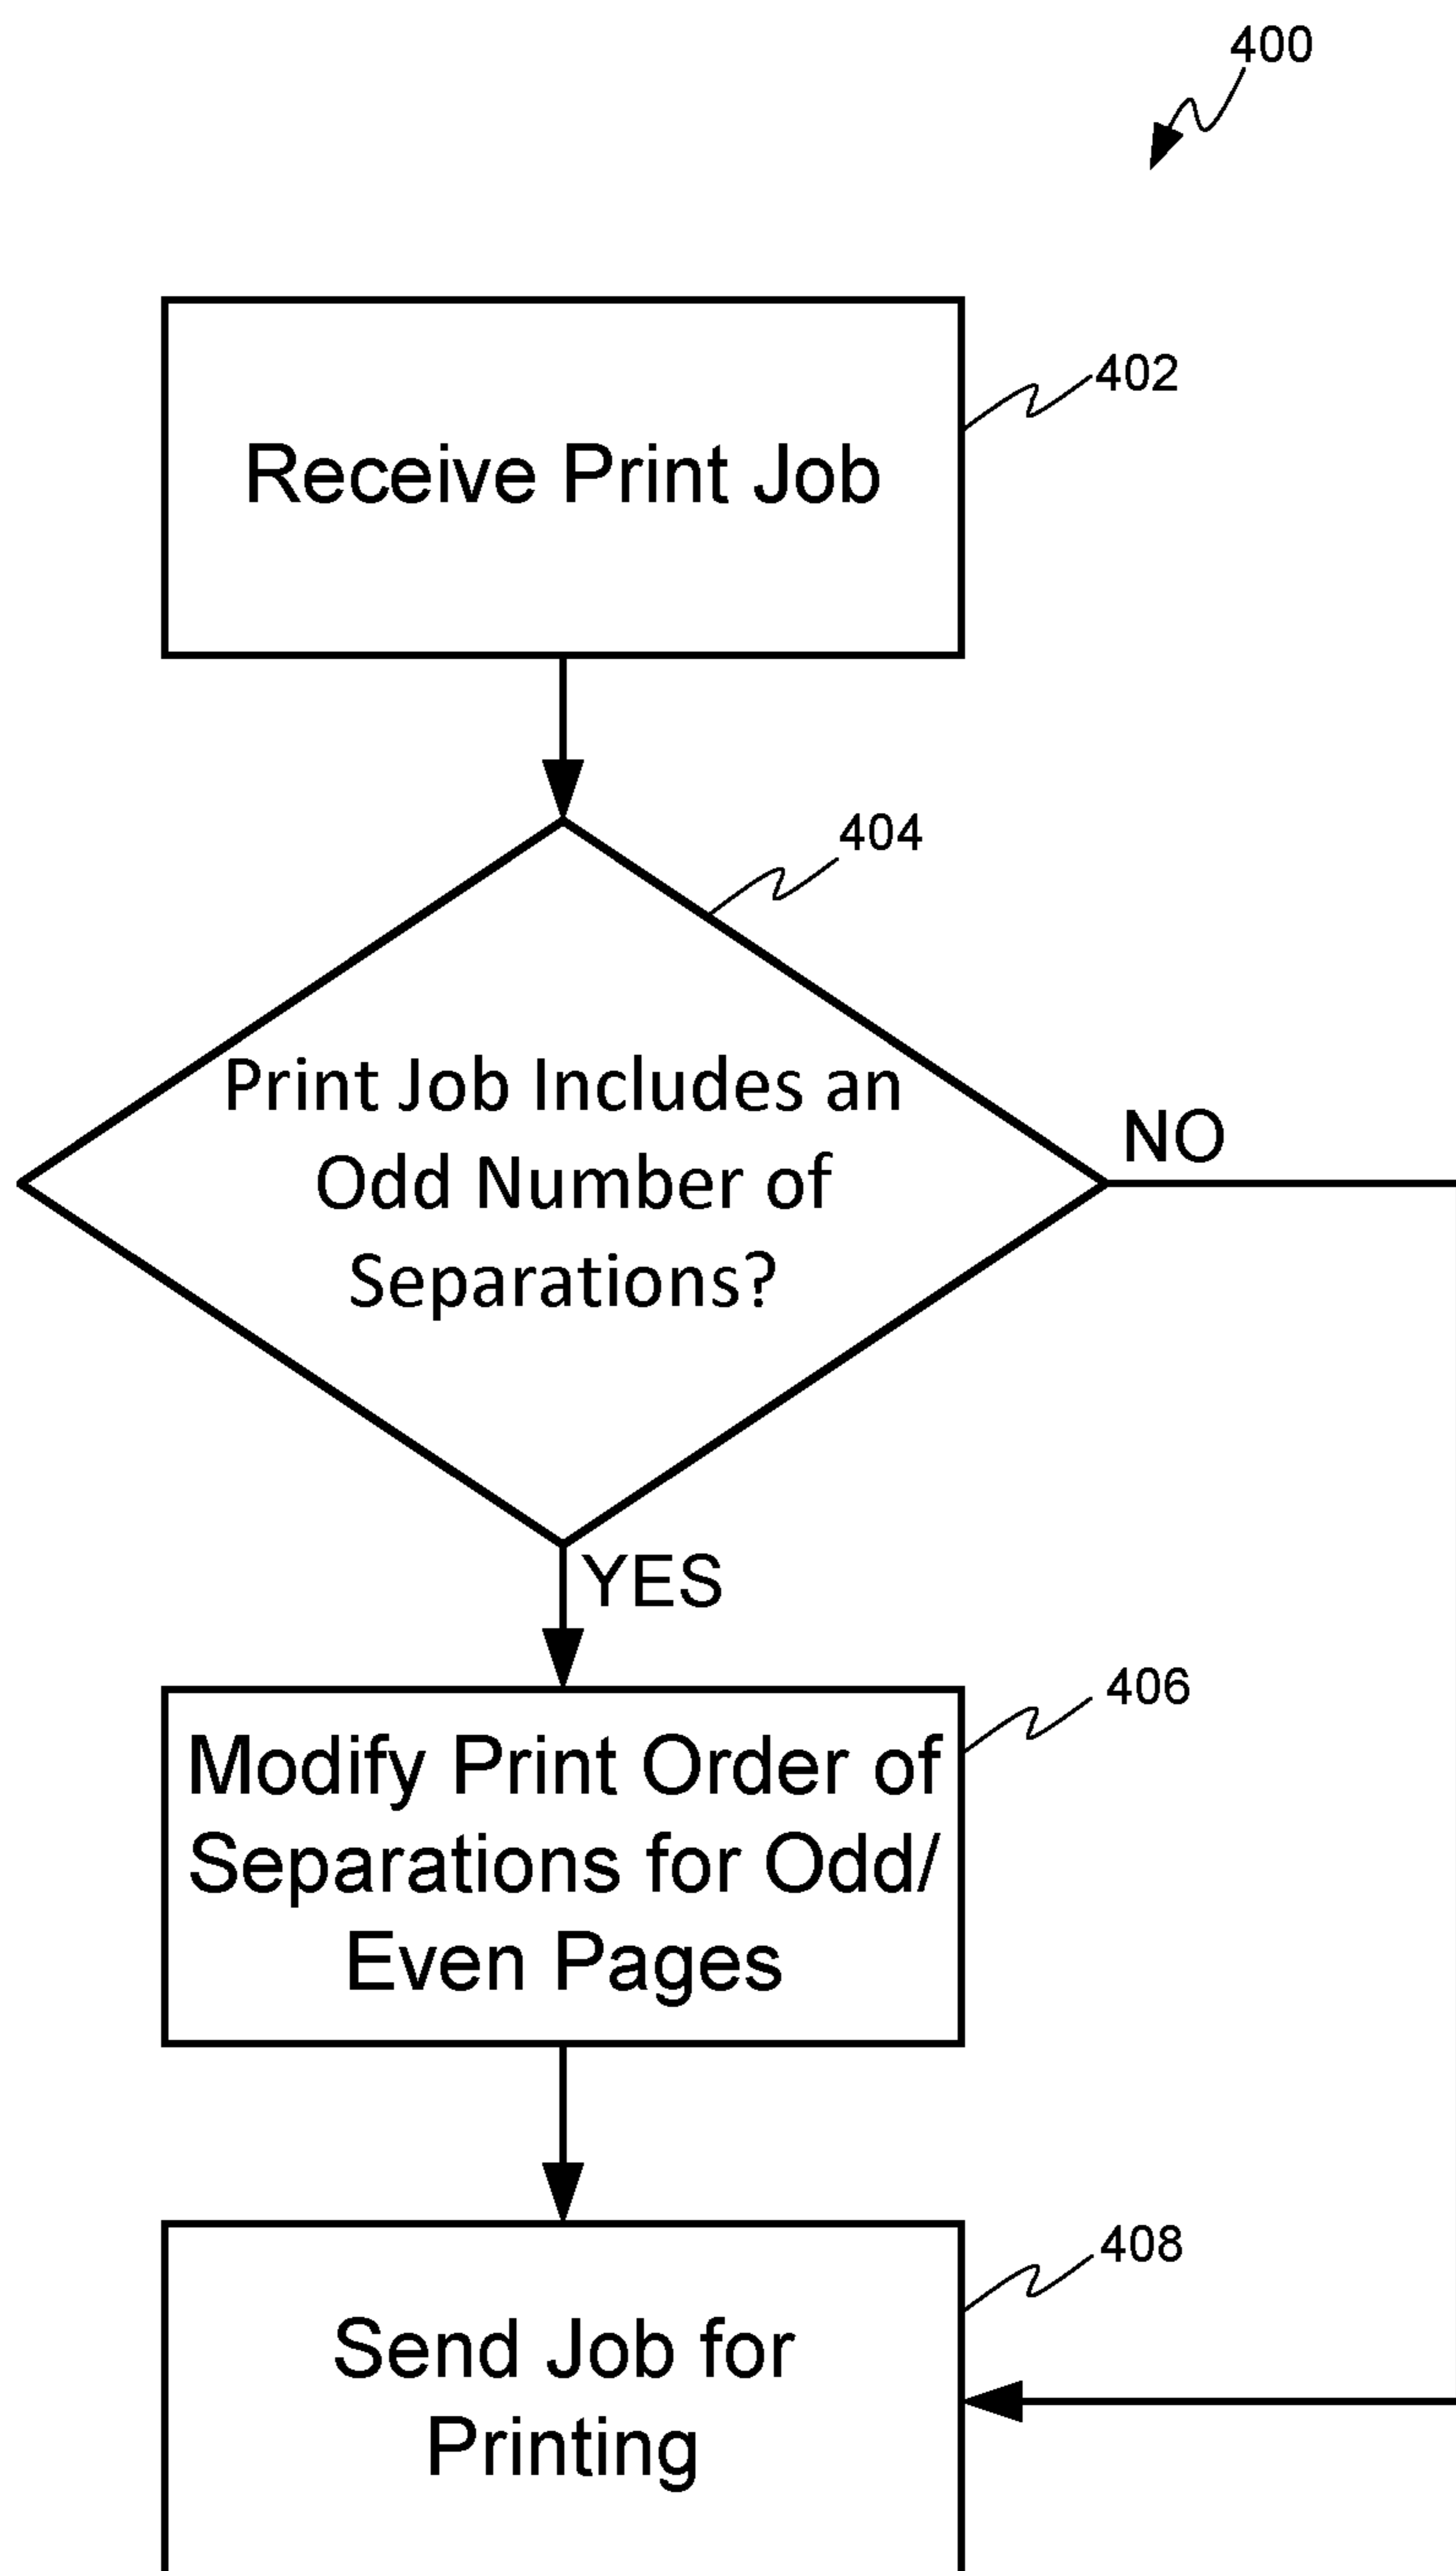 400
Receive Print Job
402
404
Print Job Includes an
Odd Number of
Separations?
NO
YES
406
Modify Print Order of
Separations for Odd/
Even Pages
408
Send Job for
Printing